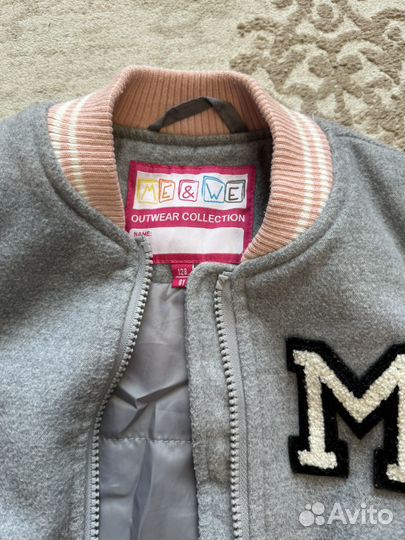 ME & WE
OUTWEAR COLLECTION
NAME:
128
M
Avito